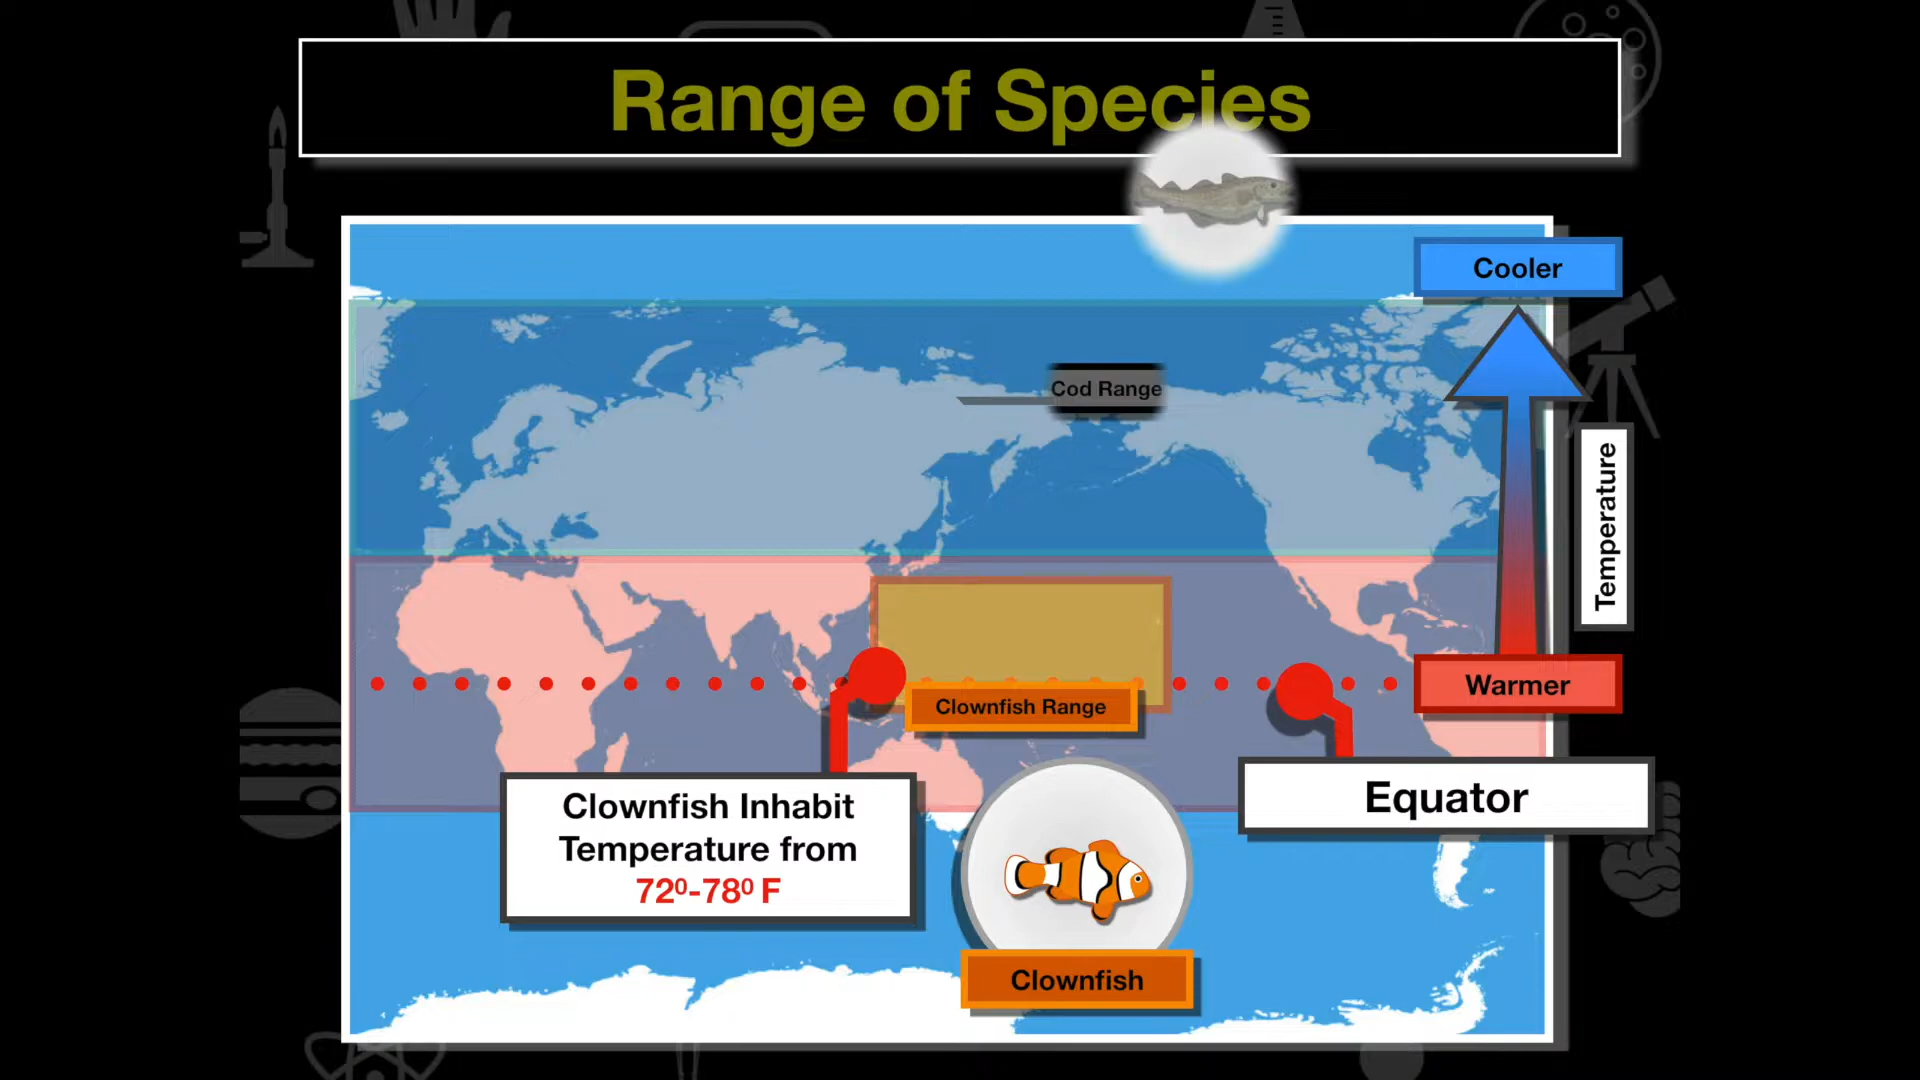 Range of Species
Cooler
Cod Range
Temperature
Warmer
Clownfish Range
Equator
Clownfish Inhabit
Temperature from
72⁰-78⁰ F
Clownfish